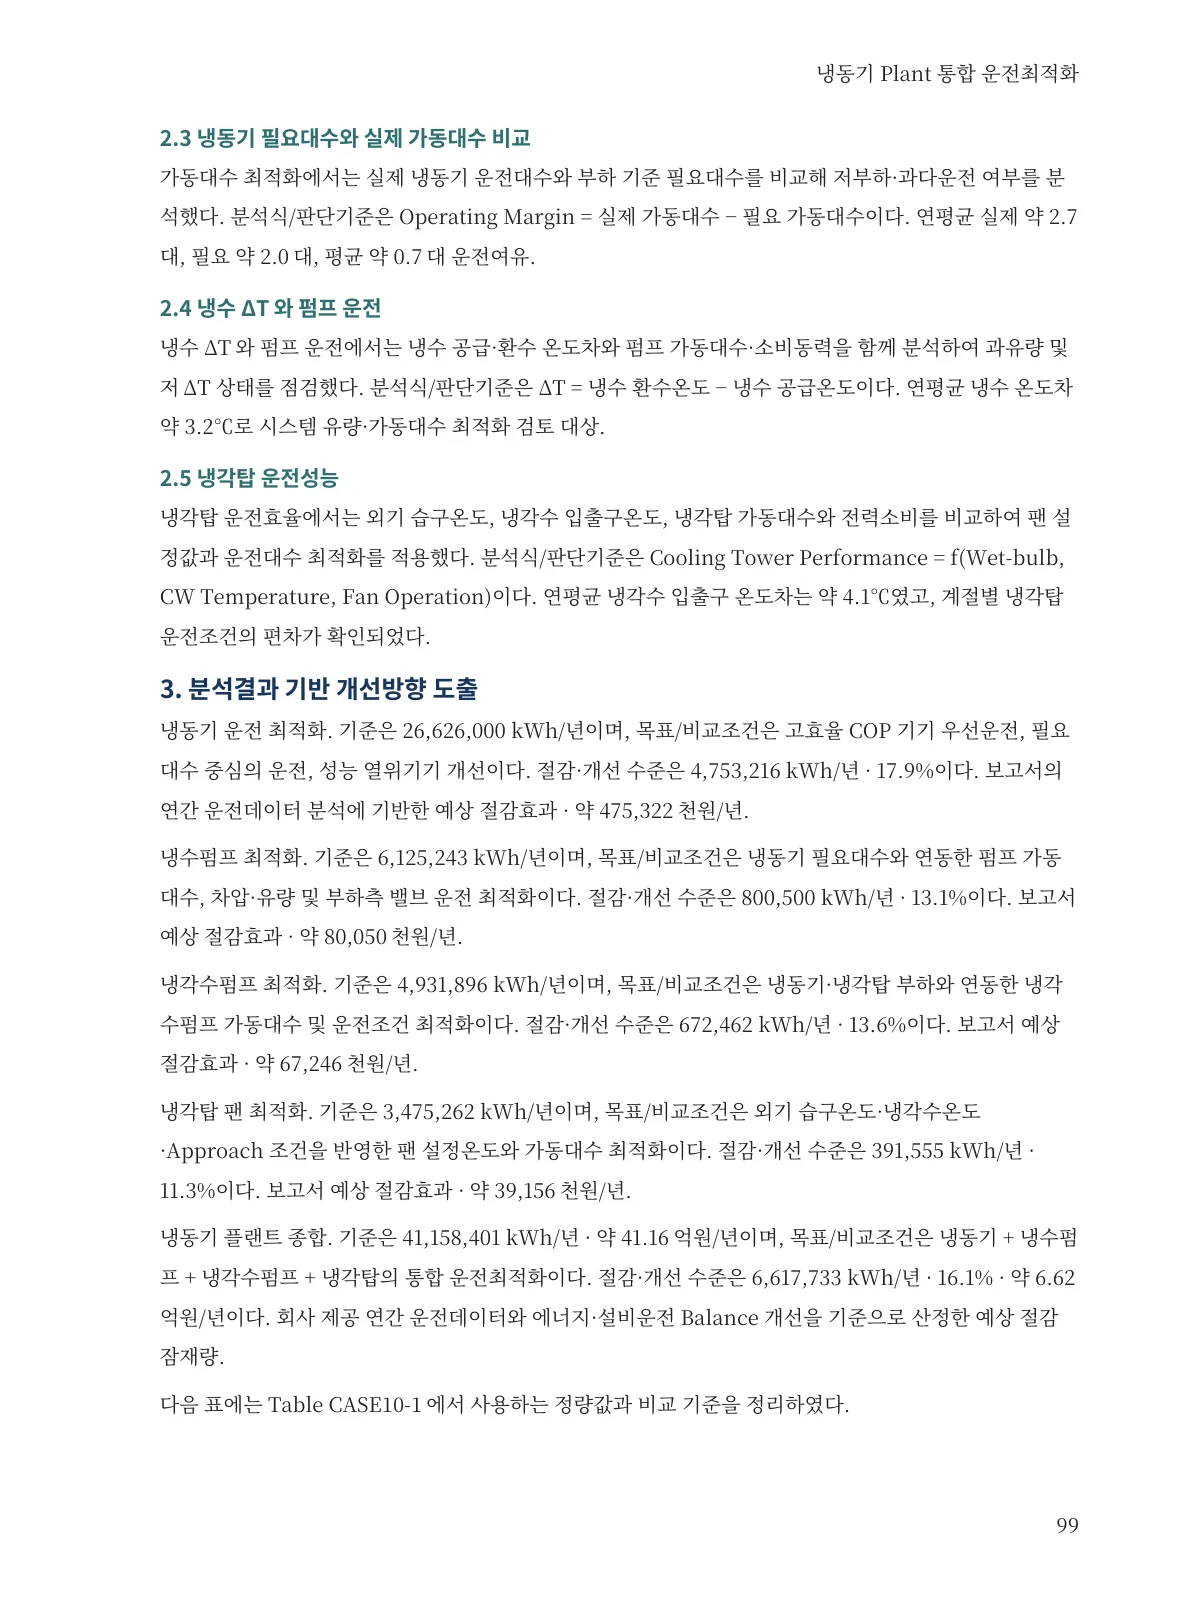 냉동기 Plant 통합 운전최적화
2.3 냉동기 필요대수와 실제 가동대수 비교
가동대수 최적화에서는 실제 냉동기 운전대수와 부하 기준 필요대수를 비교해 저부하·과다운전 여부를 분
석했다. 분석식/판단기준은 Operating Margin = 실제 가동대수 – 필요 가동대수이다. 연평균 실제 약 2.7
대, 필요 약 2.0 대, 평균 약 0.7 대 운전여유.
2.4 냉수 ΔT 와 펌프 운전
냉수 ΔT 와 펌프 운전에서는 냉수 공급·환수 온도차와 펌프 가동대수·소비동력을 함께 분석하여 과유량 및
저 ΔT 상태를 점검했다. 분석식/판단기준은 ΔT = 냉수 환수온도 – 냉수 공급온도이다. 연평균 냉수 온도차
약 3.2℃로 시스템 유량·가동대수 최적화 검토 대상.
2.5 냉각탑 운전성능
냉각탑 운전효율에서는 외기 습구온도, 냉각수 입출구온도, 냉각탑 가동대수와 전력소비를 비교하여 팬 설
정값과 운전대수 최적화를 적용했다. 분석식/판단기준은 Cooling Tower Performance = f(Wet-bulb,
CW Temperature, Fan Operation)이다. 연평균 냉각수 입출구 온도차는 약 4.1℃였고, 계절별 냉각탑
운전조건의 편차가 확인되었다.
3. 분석결과 기반 개선방향 도출
냉동기 운전 최적화. 기준은 26,626,000 kWh/년이며, 목표/비교조건은 고효율 COP 기기 우선운전, 필요
대수 중심의 운전, 성능 열위기기 개선이다. 절감·개선 수준은 4,753,216 kWh/년 · 17.9%이다. 보고서의
연간 운전데이터 분석에 기반한 예상 절감효과 · 약 475,322 천원/년.
냉수펌프 최적화. 기준은 6,125,243 kWh/년이며, 목표/비교조건은 냉동기 필요대수와 연동한 펌프 가동
대수, 차압·유량 및 부하측 밸브 운전 최적화이다. 절감·개선 수준은 800,500 kWh/년 · 13.1%이다. 보고서
예상 절감효과 · 약 80,050 천원/년.
냉각수펌프 최적화. 기준은 4,931,896 kWh/년이며, 목표/비교조건은 냉동기·냉각탑 부하와 연동한 냉각
수펌프 가동대수 및 운전조건 최적화이다. 절감·개선 수준은 672,462 kWh/년 · 13.6%이다. 보고서 예상
절감효과 · 약 67,246 천원/년.
냉각탑 팬 최적화. 기준은 3,475,262 kWh/년이며, 목표/비교조건은 외기 습구온도·냉각수온도
·Approach 조건을 반영한 팬 설정온도와 가동대수 최적화이다. 절감·개선 수준은 391,555 kWh/년 ·
11.3%이다. 보고서 예상 절감효과 · 약 39,156 천원/년.
냉동기 플랜트 종합. 기준은 41,158,401 kWh/년 · 약 41.16 억원/년이며, 목표/비교조건은 냉동기 + 냉수펌
프 + 냉각수펌프 + 냉각탑의 통합 운전최적화이다. 절감·개선 수준은 6,617,733 kWh/년 · 16.1% · 약 6.62
억원/년이다. 회사 제공 연간 운전데이터와 에너지·설비운전 Balance 개선을 기준으로 산정한 예상 절감
잠재량.
다음 표에는 Table CASE10-1 에서 사용하는 정량값과 비교 기준을 정리하였다.
99